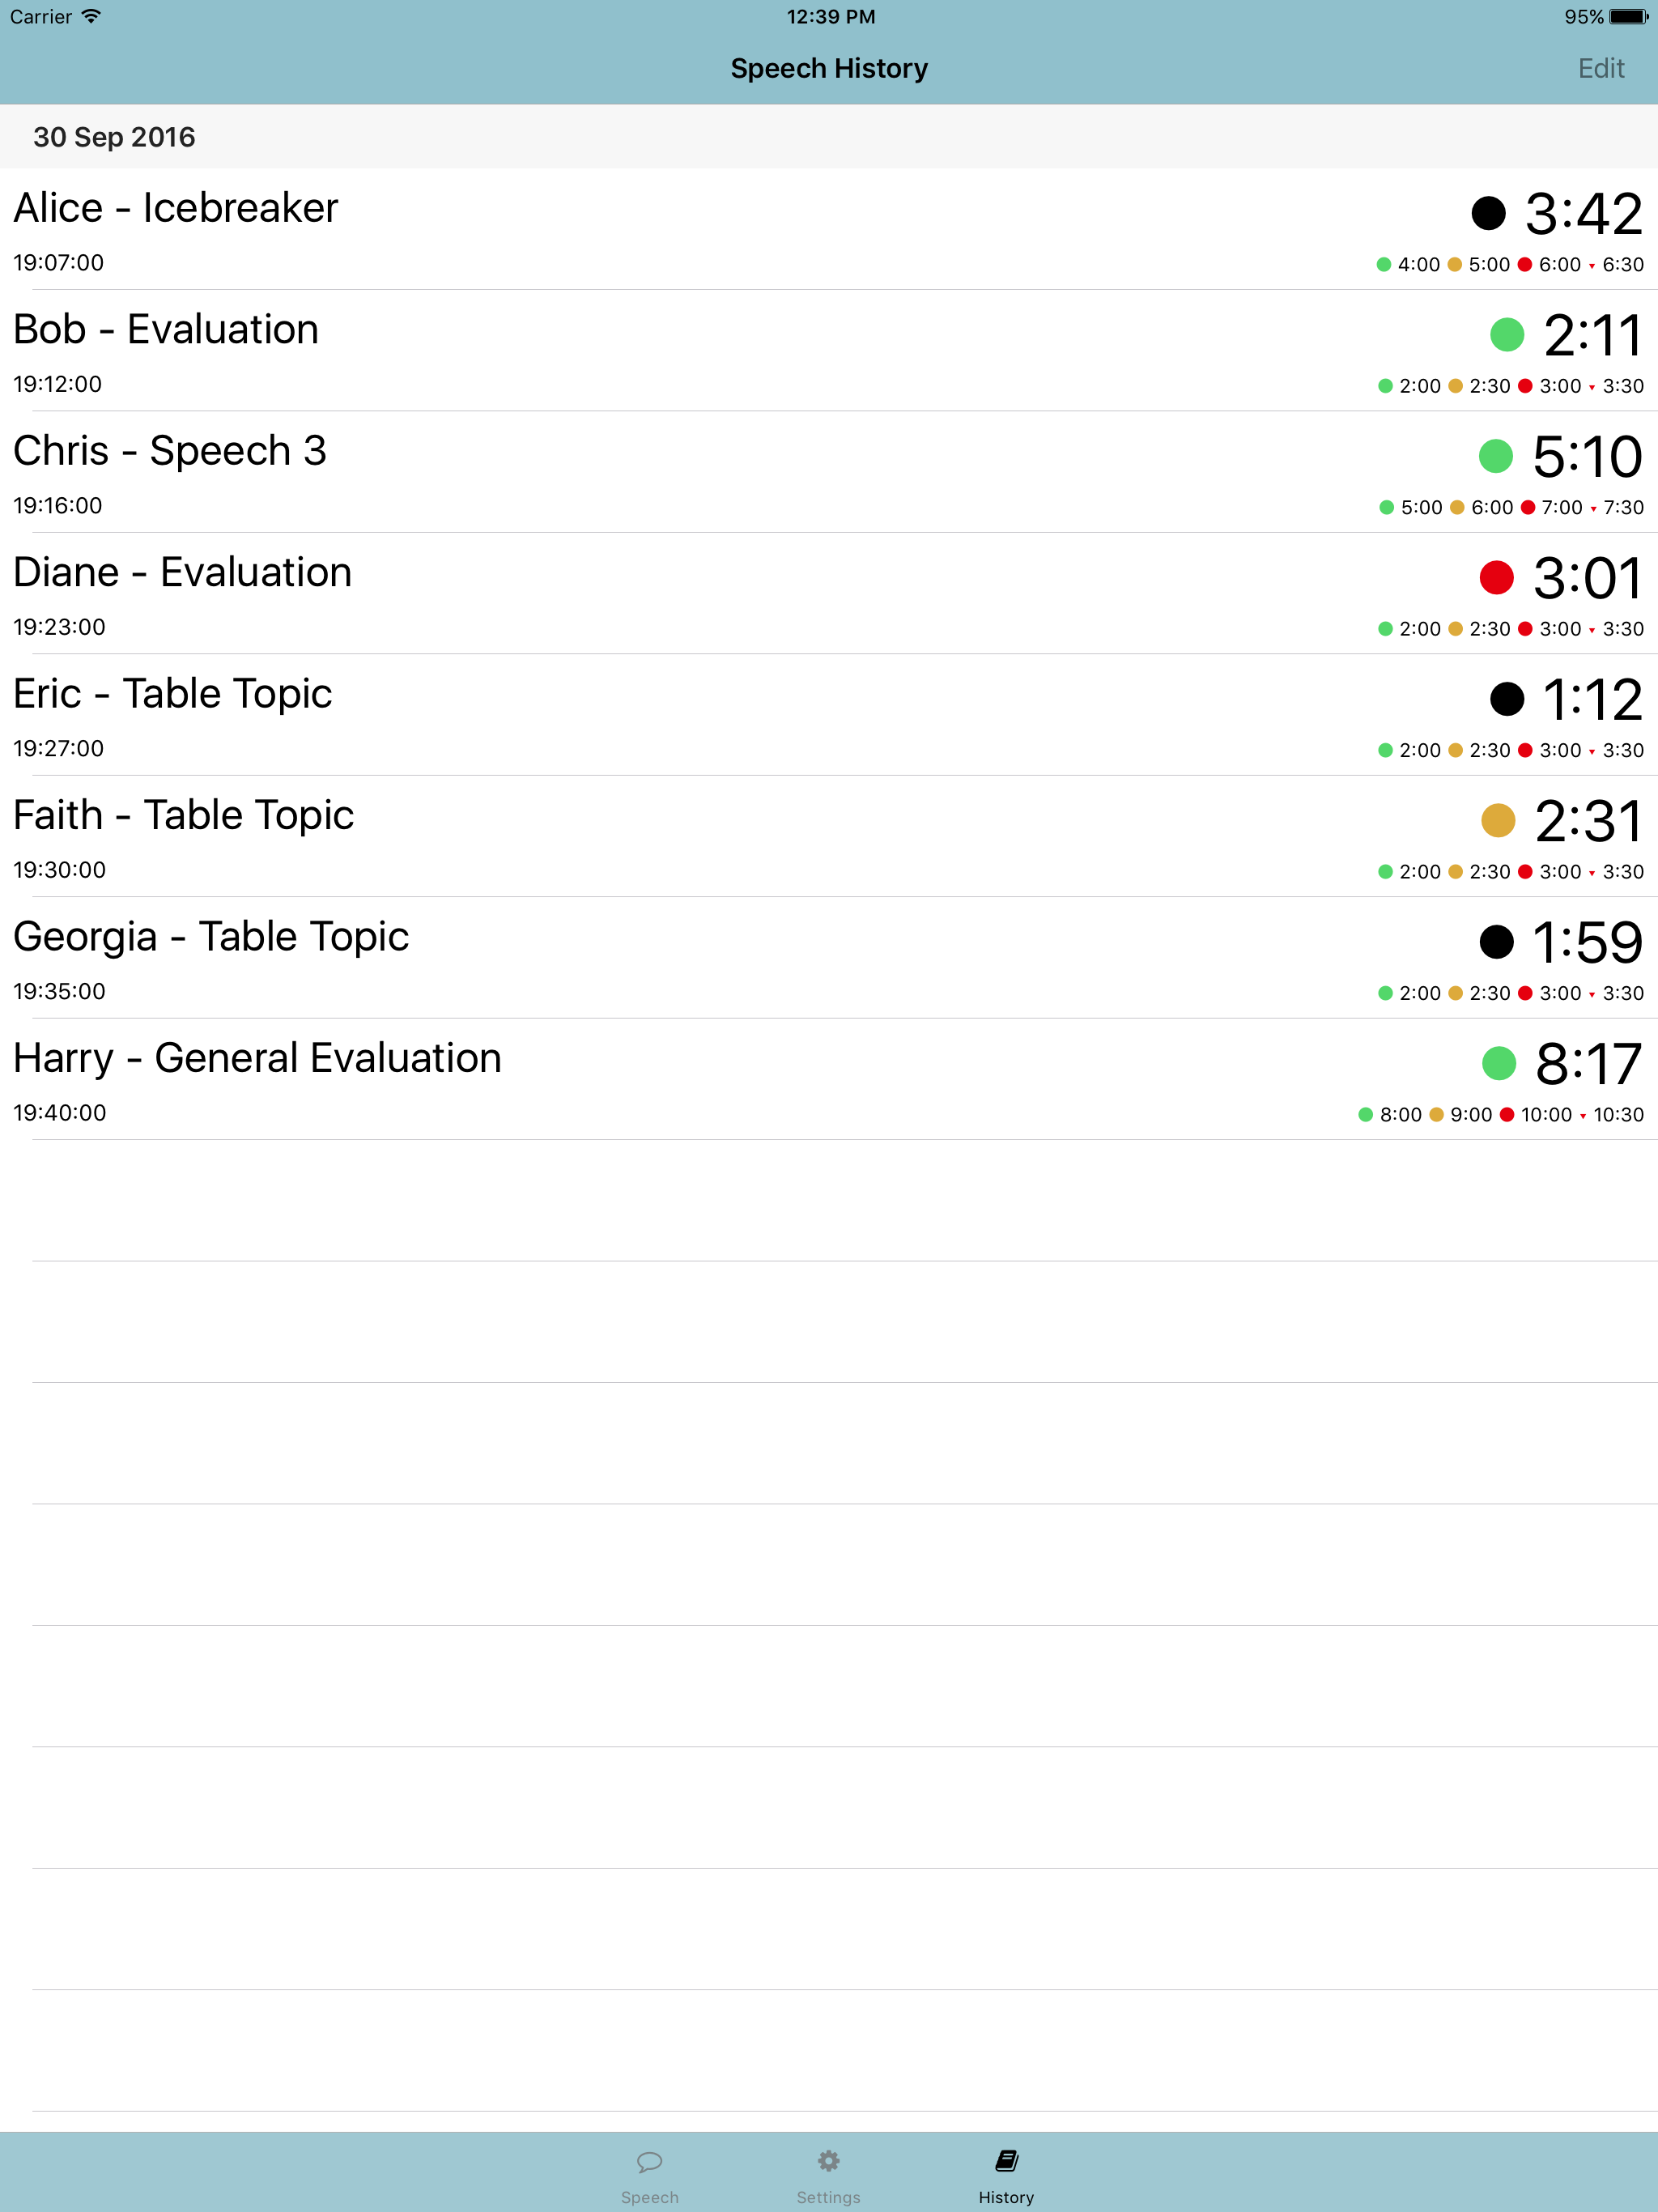 Carrier 12:39 PM 95%
Speech History Edit
30 Sep 2016
Alice - Icebreaker 3:42
19:07:00 4:00 5:00 6:00 6:30
Bob - Evaluation 2:11
19:12:00 2:00 2:30 3:00 3:30
Chris - Speech 3 5:10
19:16:00 5:00 6:00 7:00 7:30
Diane - Evaluation 3:01
19:23:00 2:00 2:30 3:00 3:30
Eric - Table Topic 1:12
19:27:00 2:00 2:30 3:00 3:30
Faith - Table Topic 2:31
19:30:00 2:00 2:30 3:00 3:30
Georgia - Table Topic 1:59
19:35:00 2:00 2:30 3:00 3:30
Harry - General Evaluation 8:17
19:40:00 8:00 9:00 10:00 10:30
Speech Settings History